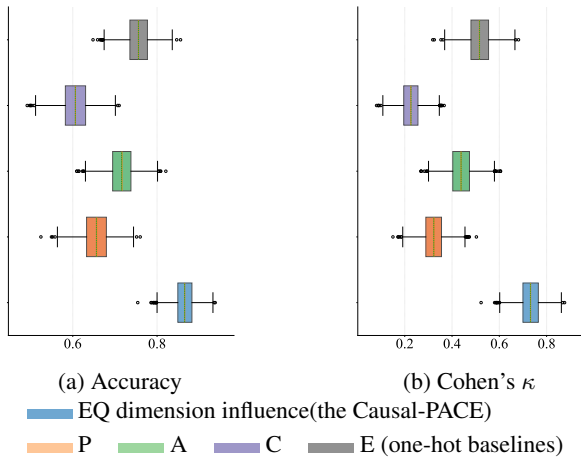 0.6 0.8
0.2 0.4 0.6 0.8
(a) Accuracy (b) Cohen's κ
EQ dimension influence(the Causal-PACE)
P A C E (one-hot baselines)